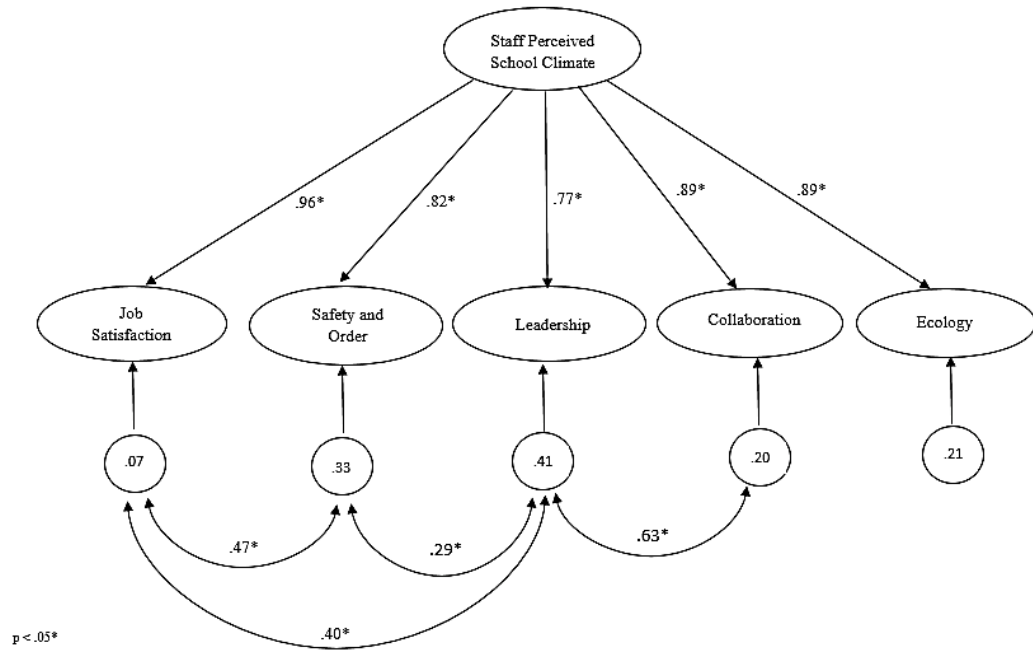 Staff Perceived
School Climate
.96*
.82*
.77*
.89*
.89*
Job
Satisfaction
Safety and
Order
Leadership
Collaboration
Ecology
.07
.33
.41
.20
.21
.47*
.29*
.63*
.40*
p < .05*